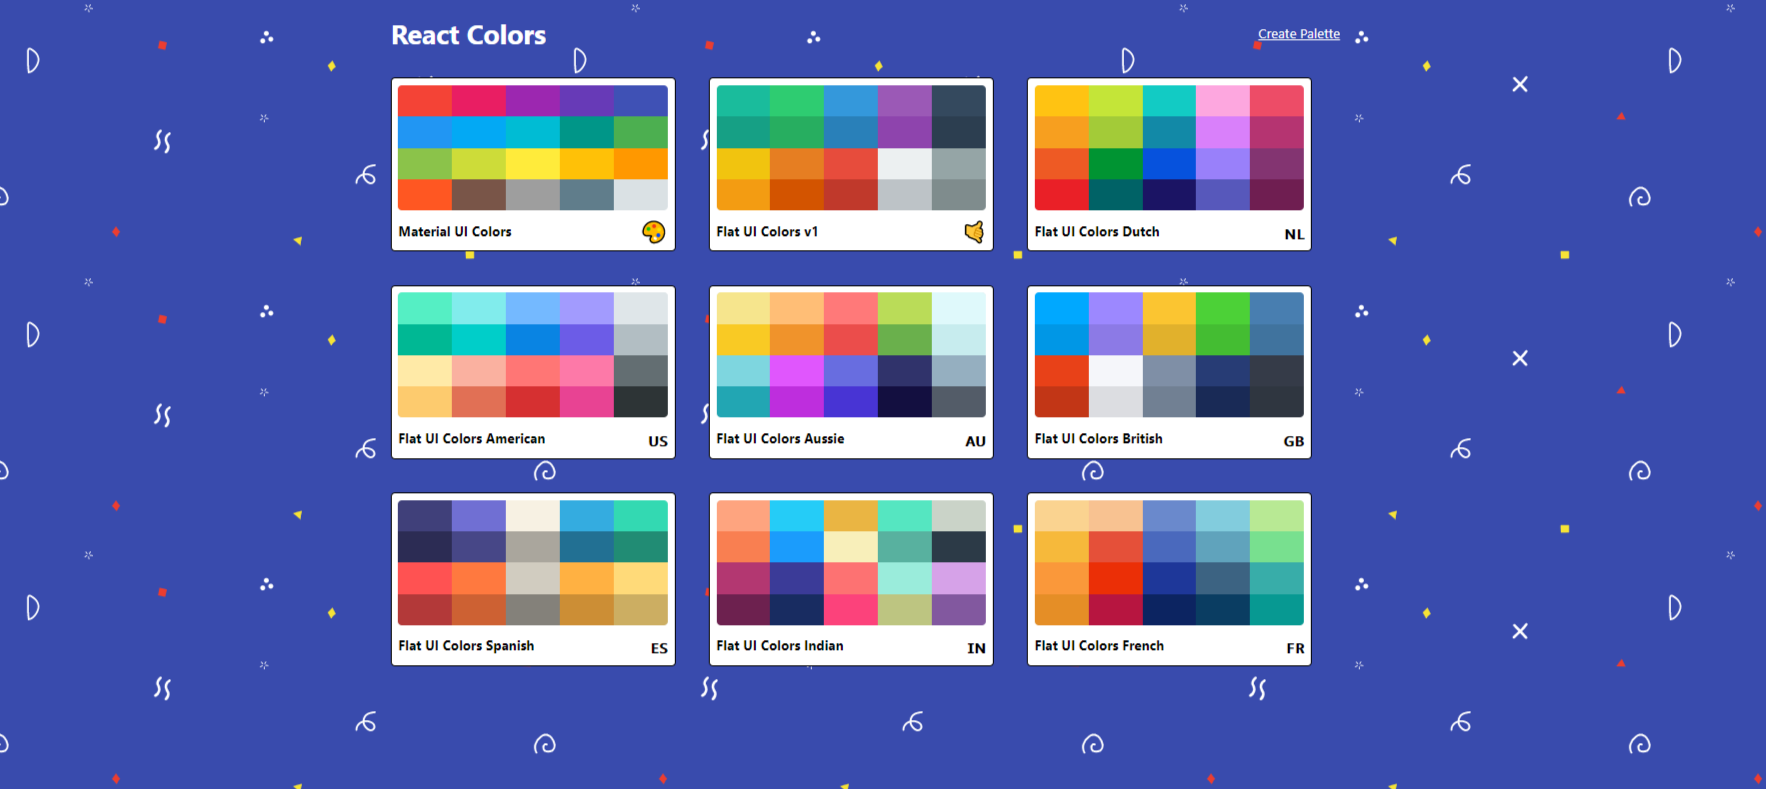 React Colors
Create Palette
Material UI Colors
Flat UI Colors v1
Flat UI Colors Dutch
NL
Flat UI Colors American
US
Flat UI Colors Aussie
AU
Flat UI Colors British
GB
Flat UI Colors Spanish
ES
Flat UI Colors Indian
IN
Flat UI Colors French
FR